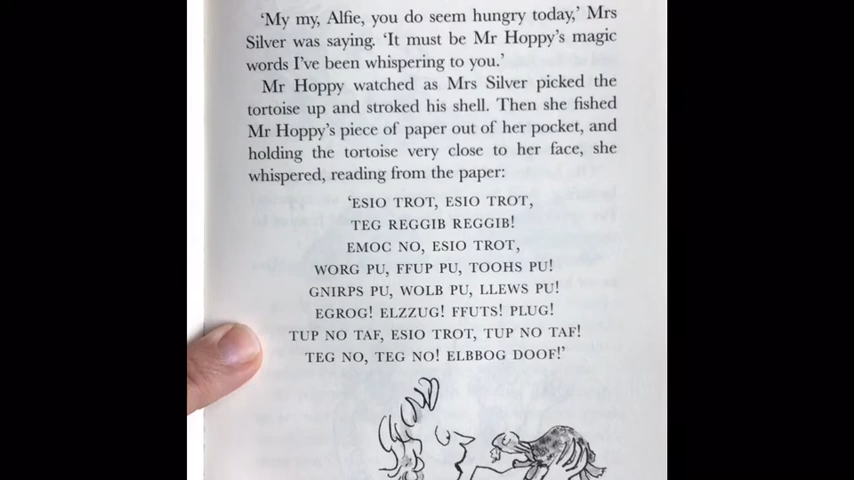 ‘My my, Alfie, you do seem hungry today,’ Mrs
Silver was saying. ‘It must be Mr Hoppy’s magic
words I’ve been whispering to you.’
Mr Hoppy watched as Mrs Silver picked the
tortoise up and stroked his shell. Then she fished
Mr Hoppy’s piece of paper out of her pocket, and
holding the tortoise very close to her face, she
whispered, reading from the paper:
‘ESIO TROT, ESIO TROT,
TEG REGGIB REGGIB!
EMOC NO, ESIO TROT,
WORG PU, FFUP PU, TOOHS PU!
GNIRPS PU, WOLB PU, LLEWS PU!
EGROG! ELZZUG! FFUTS! PLUG!
TUP NO TAF, ESIO TROT, TUP NO TAF!
TEG NO, TEG NO! ELBBOG DOOF!’